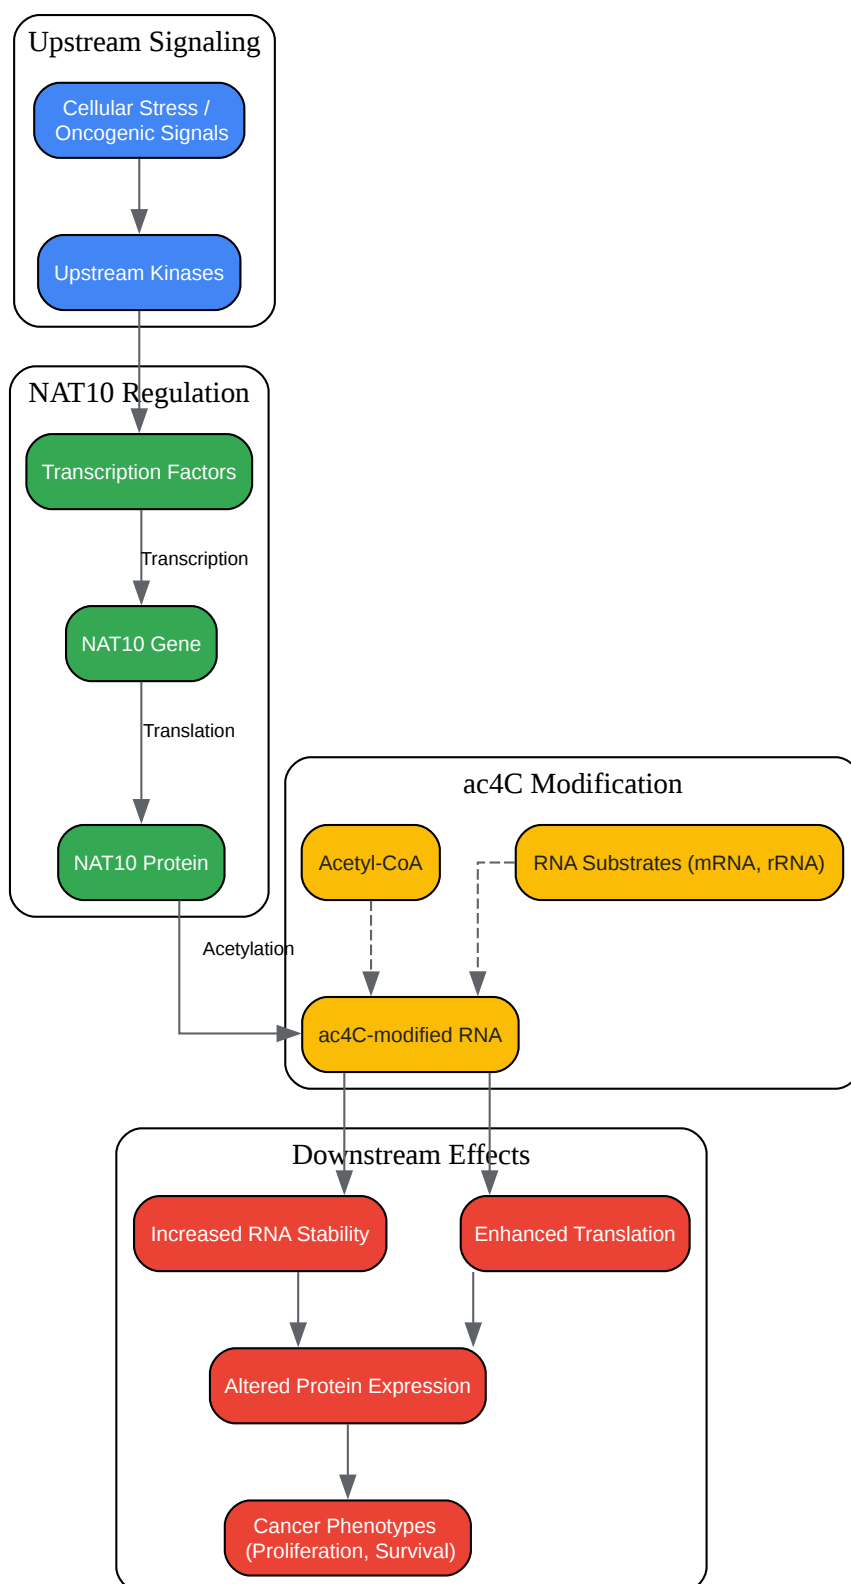 Upstream Signaling
Cellular Stress /
Oncogenic Signals
Upstream Kinases
NAT10 Regulation
Transcription Factors
Transcription
NAT10 Gene
Translation
NAT10 Protein
Acetylation
ac4C Modification
Acetyl-CoA
RNA Substrates (mRNA, rRNA)
ac4C-modified RNA
Downstream Effects
Increased RNA Stability
Enhanced Translation
Altered Protein Expression
Cancer Phenotypes
(Proliferation, Survival)